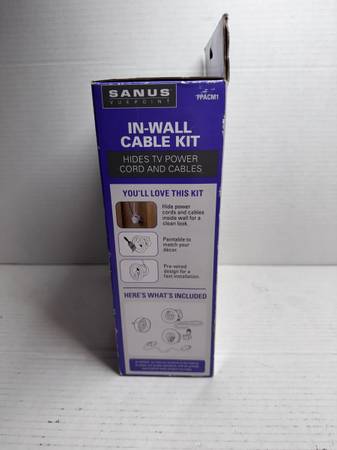 SANUS
VUEPOINT
FPACM1
IN-WALL
CABLE KIT
HIDES TV POWER
CORD AND CABLES
YOU'LL LOVE THIS KIT
Hide power
cords and cables
inside wall for a
clean look.
Paintable to
match your
décor.
Pre-wired
design for a
fast installation.
HERE'S WHAT'S INCLUDED